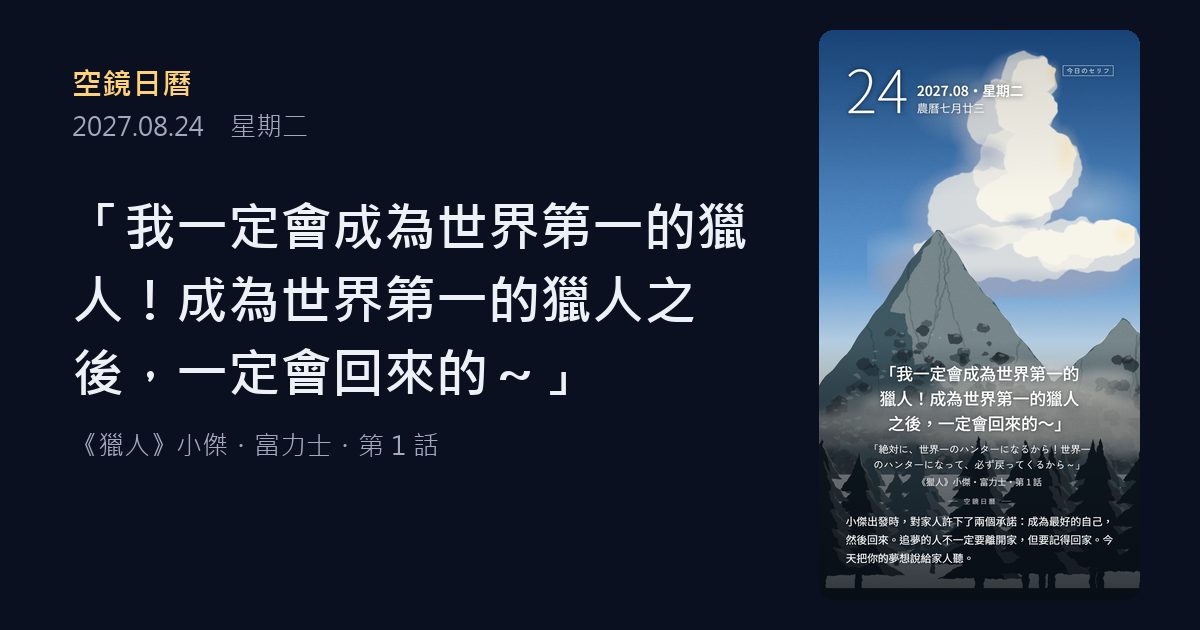 空鏡日曆
2027.08.24 星期二
「我一定會成為世界第一的獵
人！成為世界第一的獵人之
後，一定會回來的～」
《獵人》小傑·富力士·第 1 話
24
2027.08·星期二
農曆七月廿三
今日のセリフ
「我一定會成為世界第一的
獵人！成為世界第一的獵人
之後，一定會回來的～」
「絶対に、世界一のハンターになるから！世界一
のハンターになって、必ず戻ってくるから～」
《獵人》小傑·富力士·第 1 話
空鏡日曆
小傑出發時，對家人許下了兩個承諾：成為最好的自己，
然後回來。追夢的人不一定要離開家，但要記得回家。今
天把你的夢想說給家人聽。